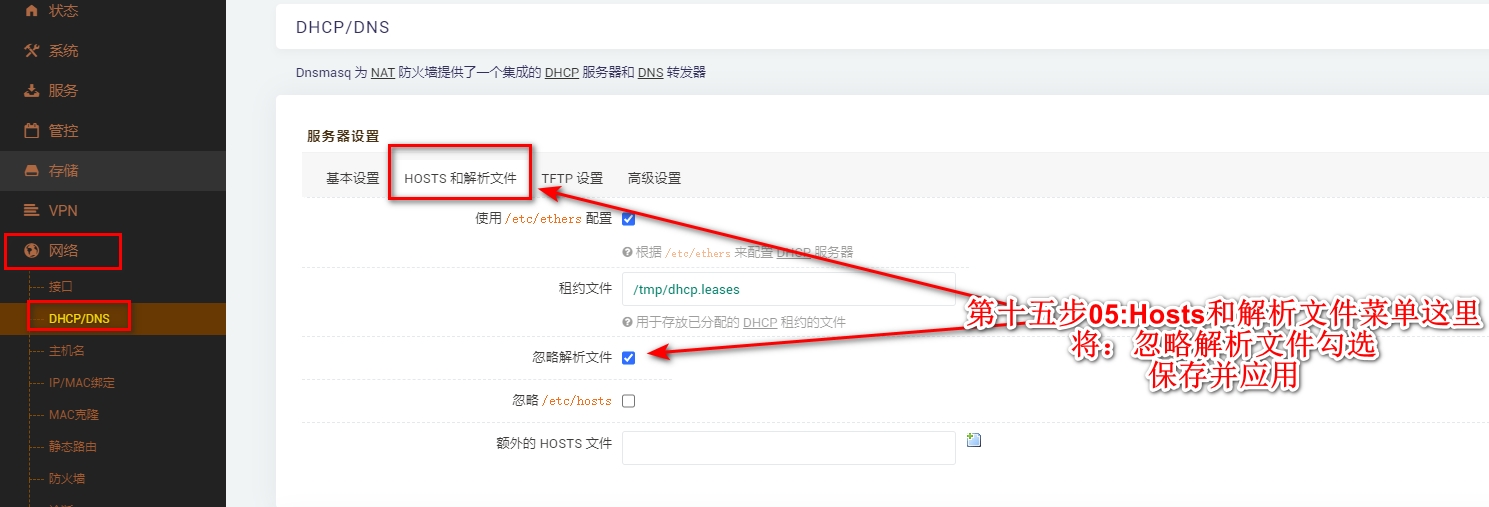 状态
系统
服务
管控
存储
VPN
网络
接口
DHCP/DNS
主机名
IP/MAC绑定
MAC克隆
静态路由
防火墙
DHCP/DNS
Dnsmasq 为 NAT 防火墙提供了一个集成的 DHCP 服务器和 DNS 转发器
服务器设置
基本设置 HOSTS 和解析文件 TFTP 设置 高级设置
使用 /etc/ethers 配置
根据 /etc/ethers 来配置 DHCP 服务器
租约文件 /tmp/dhcp.leases
用于存放已分配的 DHCP 租约的文件
忽略解析文件
忽略 /etc/hosts
额外的 HOSTS 文件
第十五步05:Hosts和解析文件菜单这里
将：忽略解析文件勾选
保存并应用